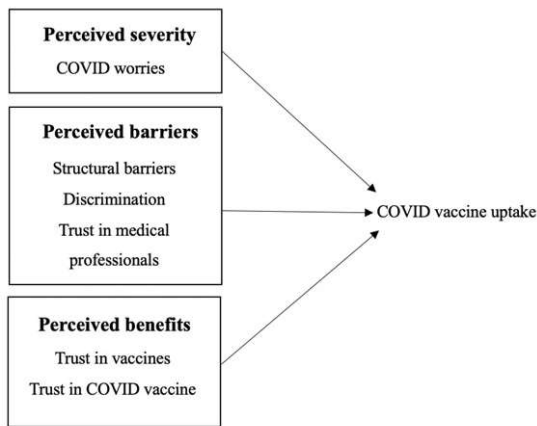 Perceived severity
COVID worries
Perceived barriers
Structural barriers
Discrimination
Trust in medical
professionals
COVID vaccine uptake
Perceived benefits
Trust in vaccines
Trust in COVID vaccine